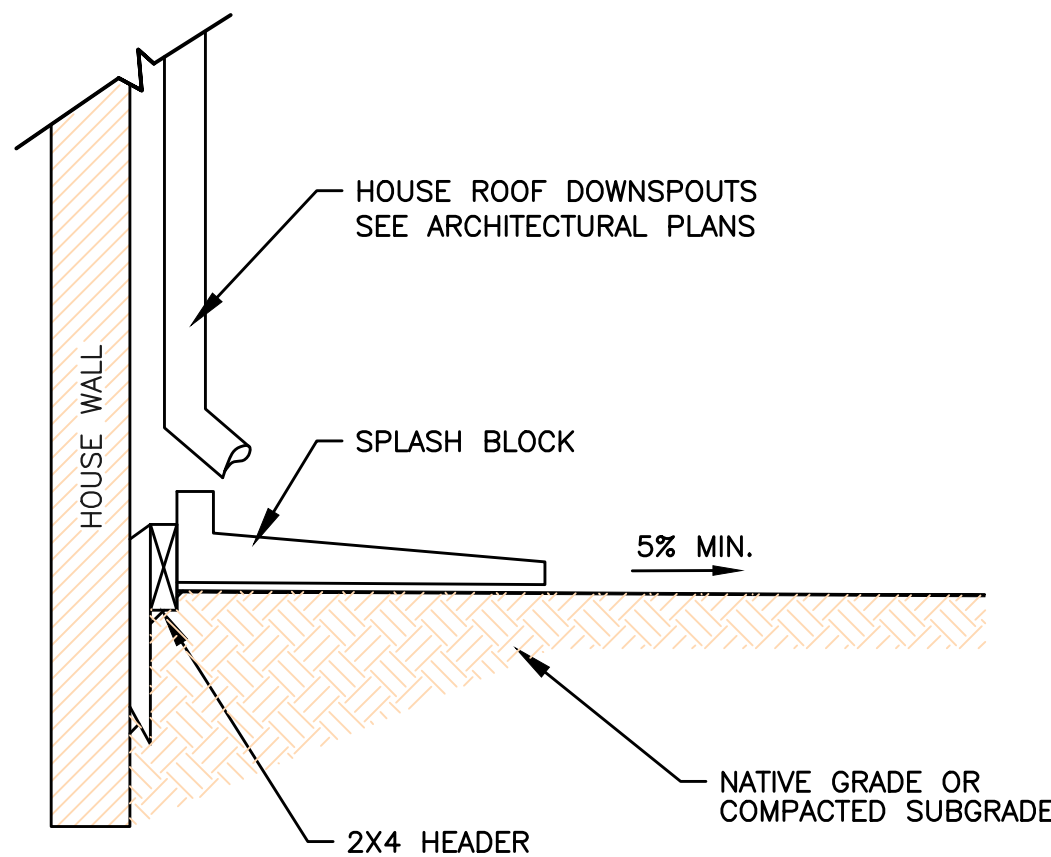 HOUSE ROOF DOWNSPOUTS
SEE ARCHITECTURAL PLANS
HOUSE WALL
SPLASH BLOCK
5% MIN.
NATIVE GRADE OR
COMPACTED SUBGRADE
2X4 HEADER